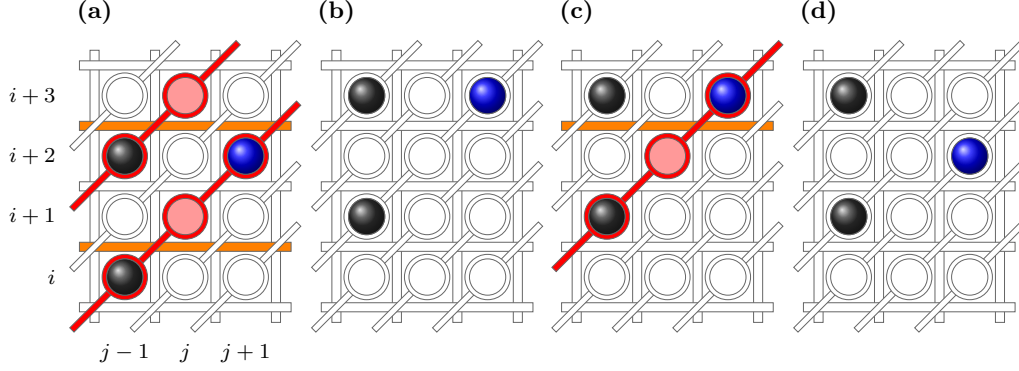 (a) (b) (c) (d)
i + 3
i + 2
i + 1
i
j − 1 j j + 1